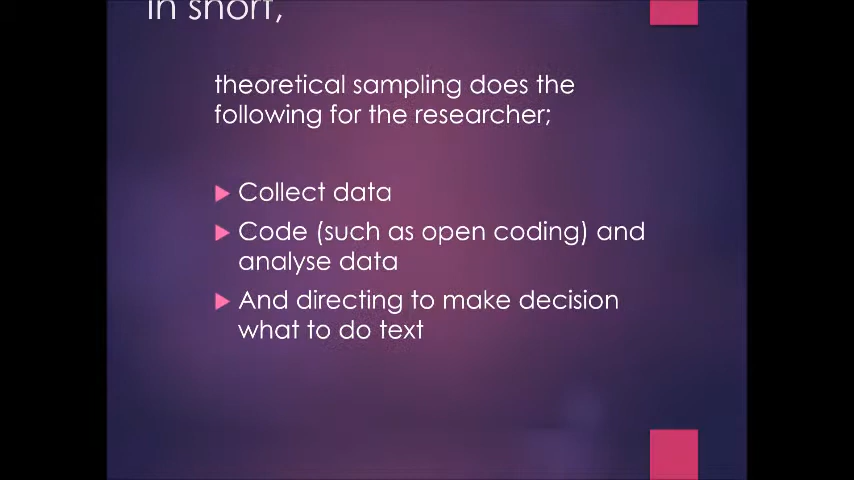 in short,
theoretical sampling does the
following for the researcher;
Collect data
Code (such as open coding) and
analyse data
And directing to make decision
what to do text